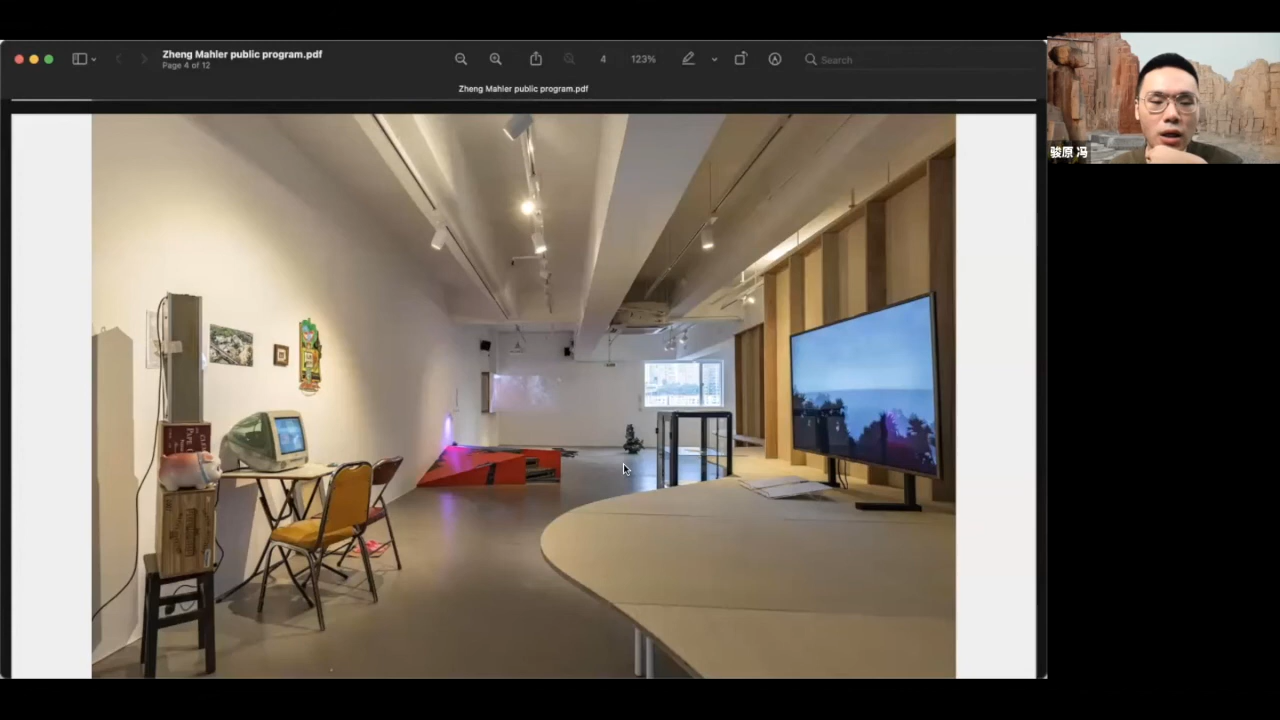 Zheng Mahler public program.pdf
Page 4 of 12
4
123%
Search
Zheng Mahler public program.pdf
骏原 冯